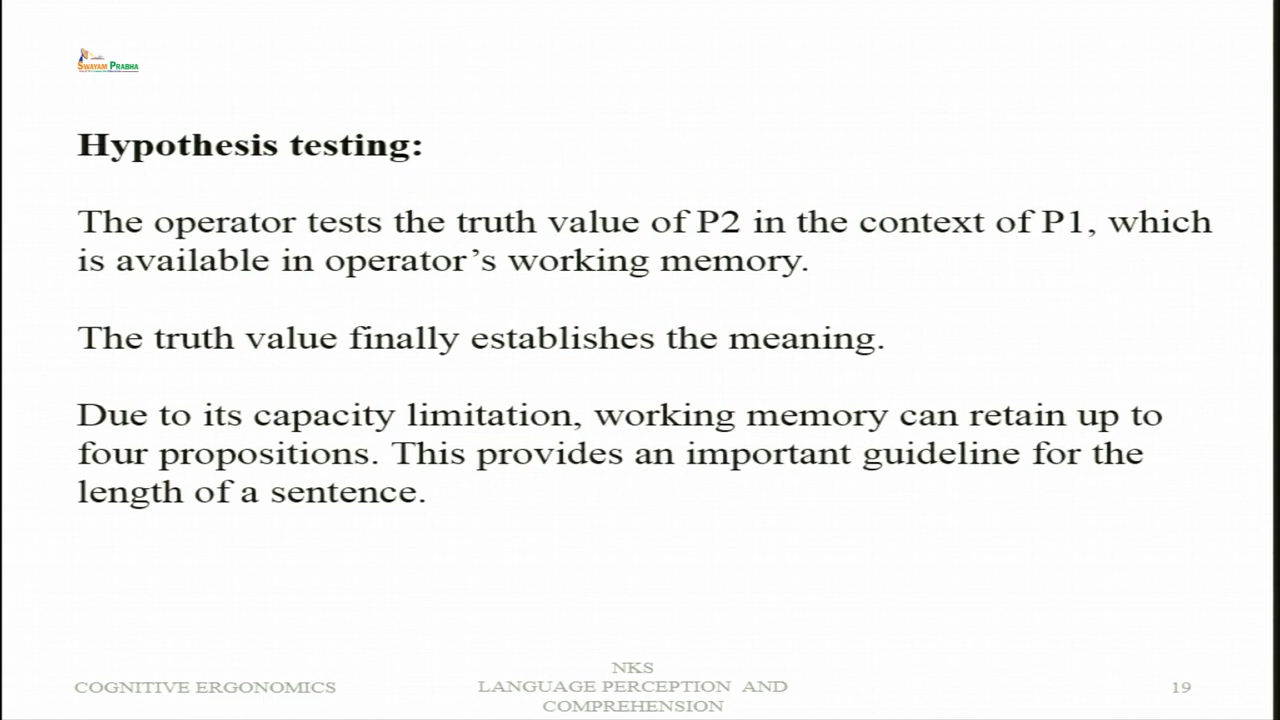 SWAYAM PRABHA
Hypothesis testing:
The operator tests the truth value of P2 in the context of P1, which
is available in operator’s working memory.
The truth value finally establishes the meaning.
Due to its capacity limitation, working memory can retain up to
four propositions. This provides an important guideline for the
length of a sentence.
COGNITIVE ERGONOMICS
NKS
LANGUAGE PERCEPTION AND
COMPREHENSION
19